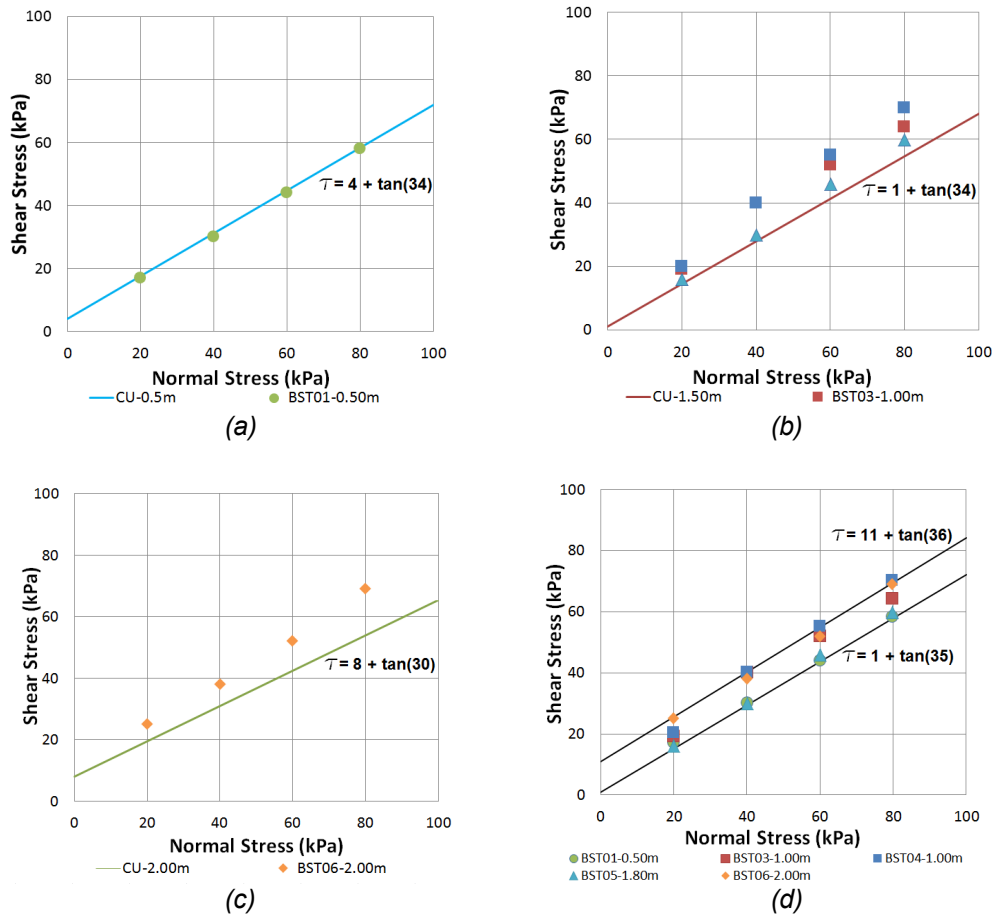 100
80
60
40
20
0
0 20 40 60 80 100
Shear Stress (kPa)
Normal Stress (kPa)
τ = 4 + tan(34)
CU-0.5m BST01-0.50m
(a)
100
80
60
40
20
0
0 20 40 60 80 100
Shear Stress (kPa)
Normal Stress (kPa)
τ = 1 + tan(34)
CU-1.50m BST03-1.00m
(b)
100
80
60
40
20
0
0 20 40 60 80 100
Shear Stress (kPa)
Normal Stress (kPa)
τ = 8 + tan(30)
CU-2.00m BST06-2.00m
(c)
100
80
60
40
20
0
0 20 40 60 80 100
Shear Stress (kPa)
Normal Stress (kPa)
τ = 11 + tan(36)
τ = 1 + tan(35)
BST01-0.50m BST03-1.00m BST04-1.00m
BST05-1.80m BST06-2.00m
(d)